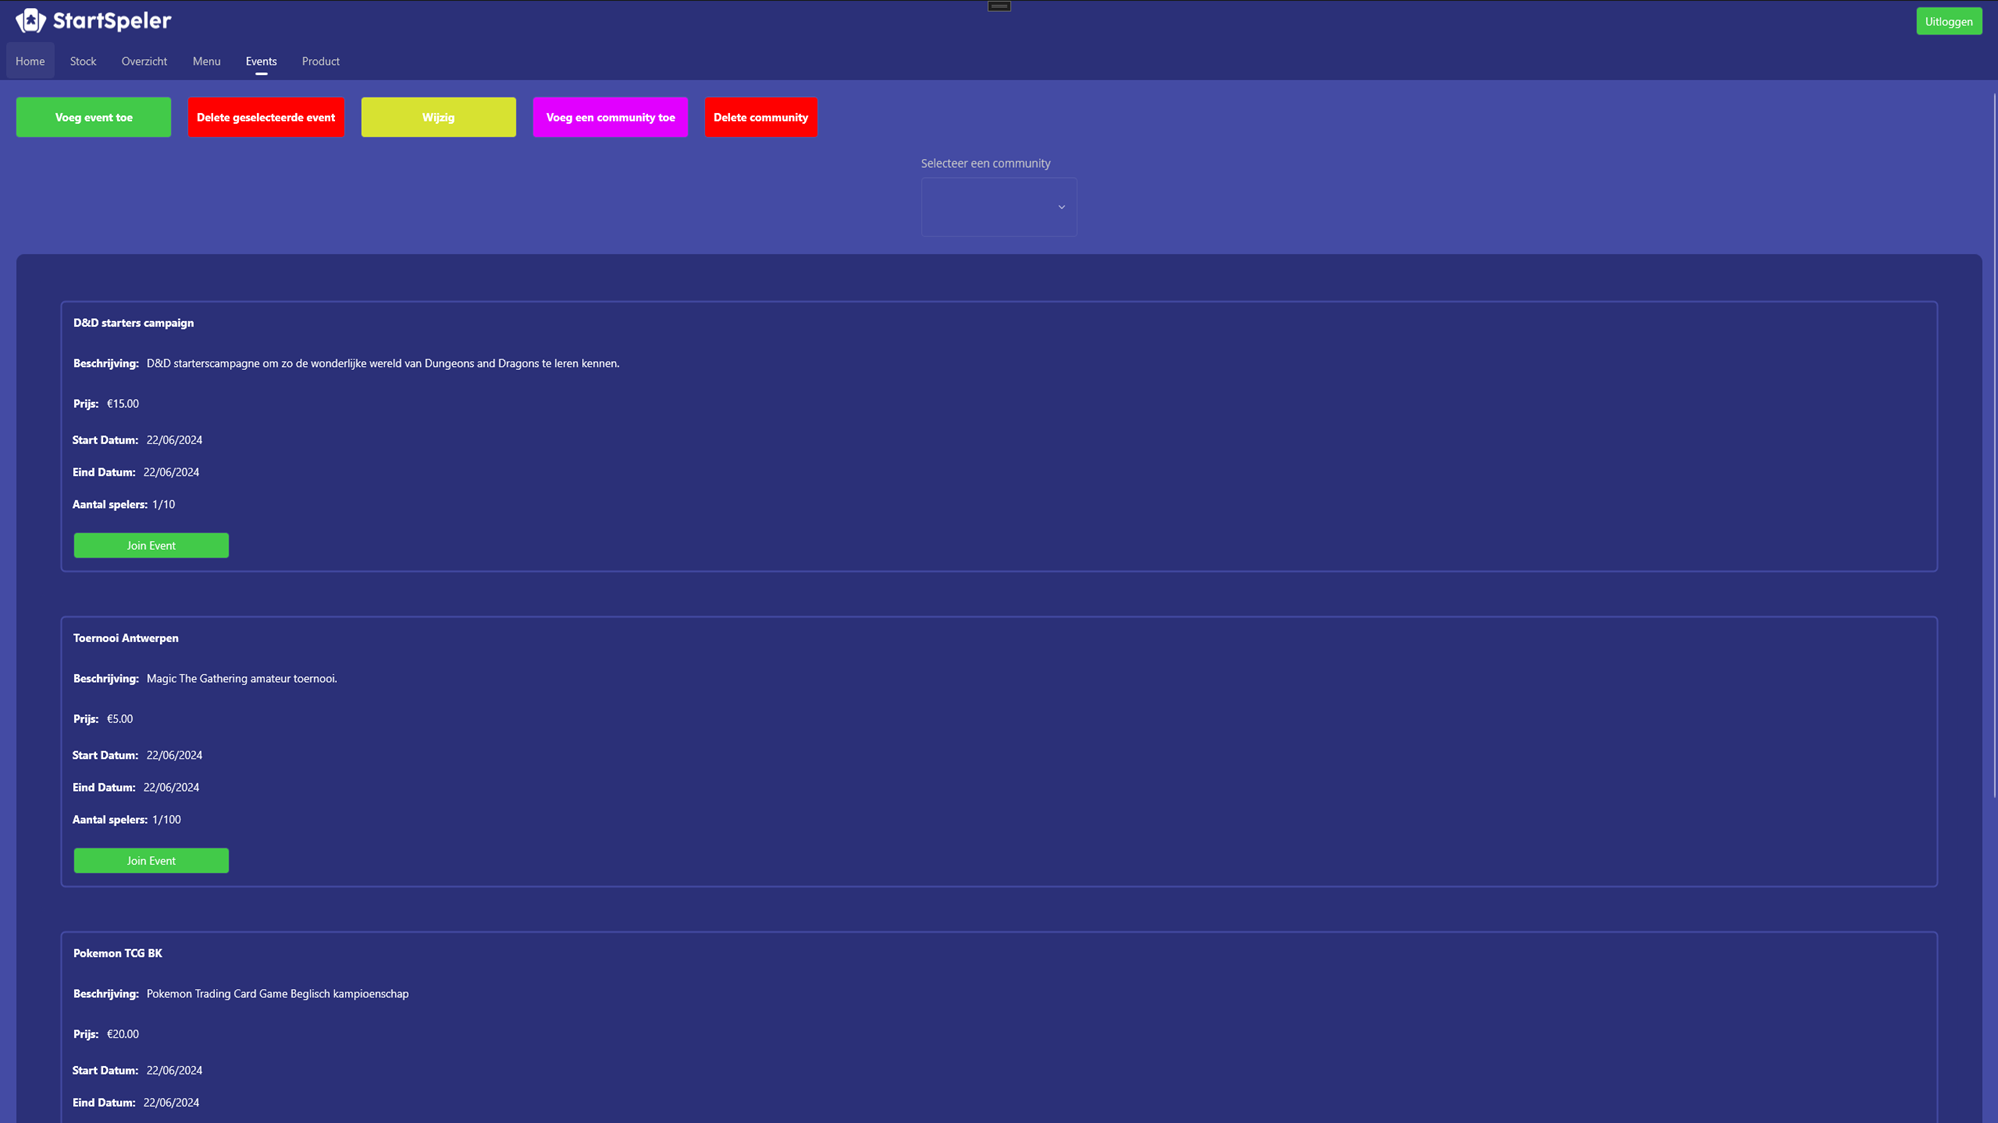 StartSpeler
Uitloggen
Home Stock Overzicht Menu Events Product
Voeg event toe Delete geselecteerde event Wijzig Voeg een community toe Delete community
Selecteer een community
D&D starters campaign
Beschrijving: D&D starterscampagne om zo de wonderlijke wereld van Dungeons and Dragons te leren kennen.
Prijs: €15.00
Start Datum: 22/06/2024
Eind Datum: 22/06/2024
Aantal spelers: 1/10
Join Event
Toernooi Antwerpen
Beschrijving: Magic The Gathering amateur toernooi.
Prijs: €5.00
Start Datum: 22/06/2024
Eind Datum: 22/06/2024
Aantal spelers: 1/100
Join Event
Pokemon TCG BK
Beschrijving: Pokemon Trading Card Game Beglisch kampioenschap
Prijs: €20.00
Start Datum: 22/06/2024
Eind Datum: 22/06/2024